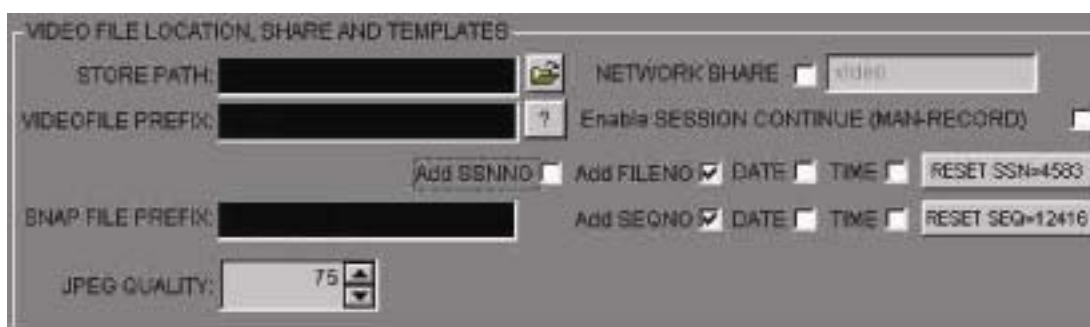 VIDEO FILE LOCATION, SHARE AND TEMPLATES
STORE PATH: NETWORK SHARE video
VIDEOFILE PREFIX: ? Enable SESSION CONTINUE (MAN-RECORD)
Add SSNNO Add FILENO DATE TIME RESET SSN=4583
SNAP FILE PREFIX: Add SEQNO DATE TIME RESET SEQ=12416
JPEG QUALITY: 75